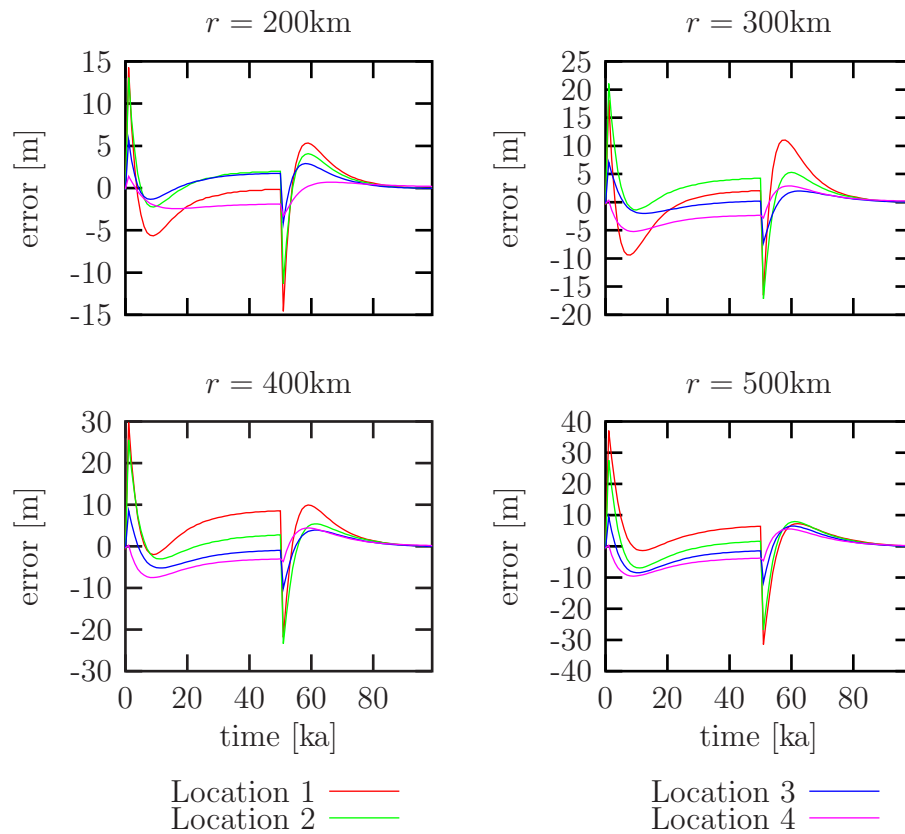 r = 200km
15
10
5
0
-5
-10
-15
error [m]
r = 300km
25
20
15
10
5
0
-5
-10
-15
-20
error [m]
r = 400km
30
20
10
0
-10
-20
-30
error [m]
0 20 40 60 80
time [ka]
r = 500km
40
30
20
10
0
-10
-20
-30
-40
error [m]
0 20 40 60 80
time [ka]
Location 1
Location 2
Location 3
Location 4